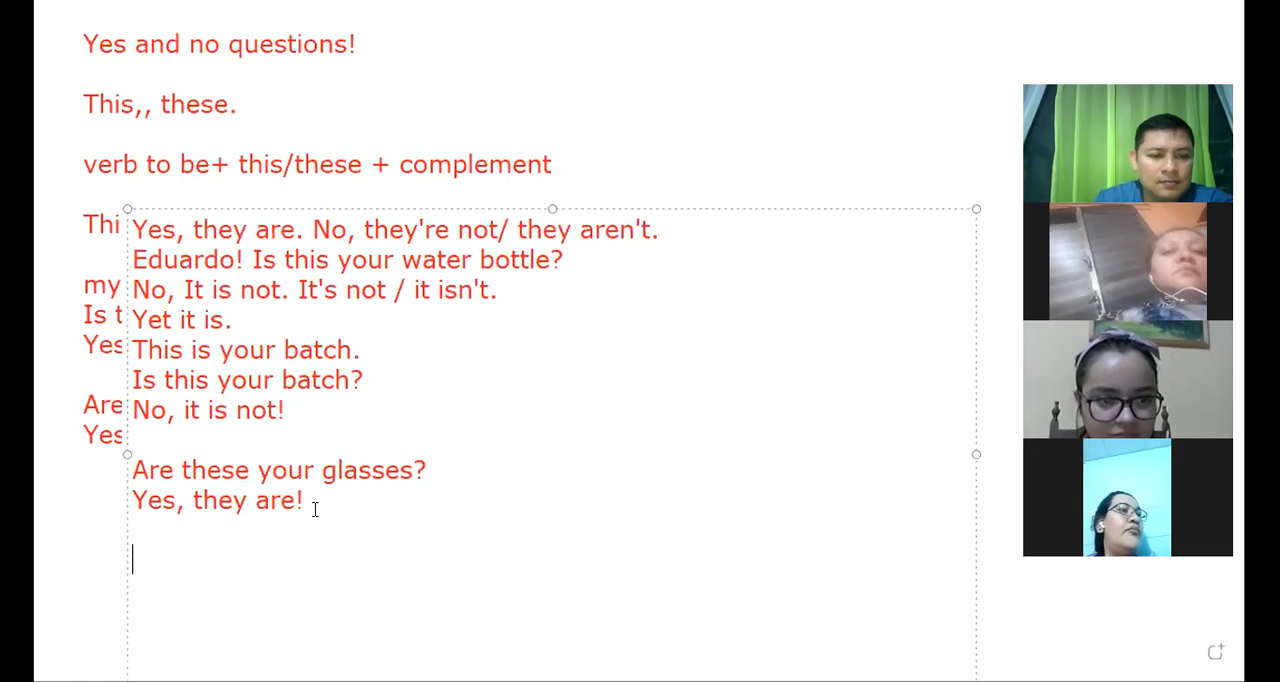 Yes and no questions!
This,, these.
verb to be+ this/these + complement
Thi
Yes, they are. No, they're not/ they aren't.
Eduardo! Is this your water bottle?
my
No, It is not. It's not / it isn't.
Is t
Yet it is.
Yes
This is your batch.
Is this your batch?
Are
No, it is not!
Yes
Are these your glasses?
Yes, they are!